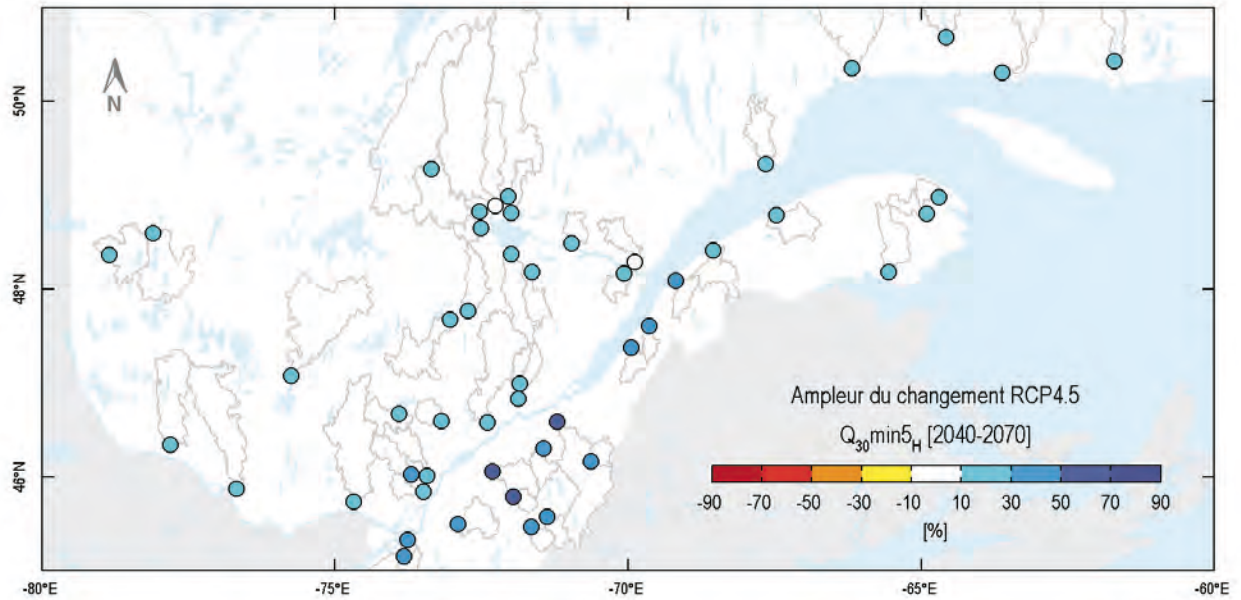 50°N
48°N
46°N
N
Ampleur du changement RCP4.5
Q30min5H [2040-2070]
-90 -70 -50 -30 -10 10 30 50 70 90
[%]
-80°E -75°E -70°E -65°E -60°E